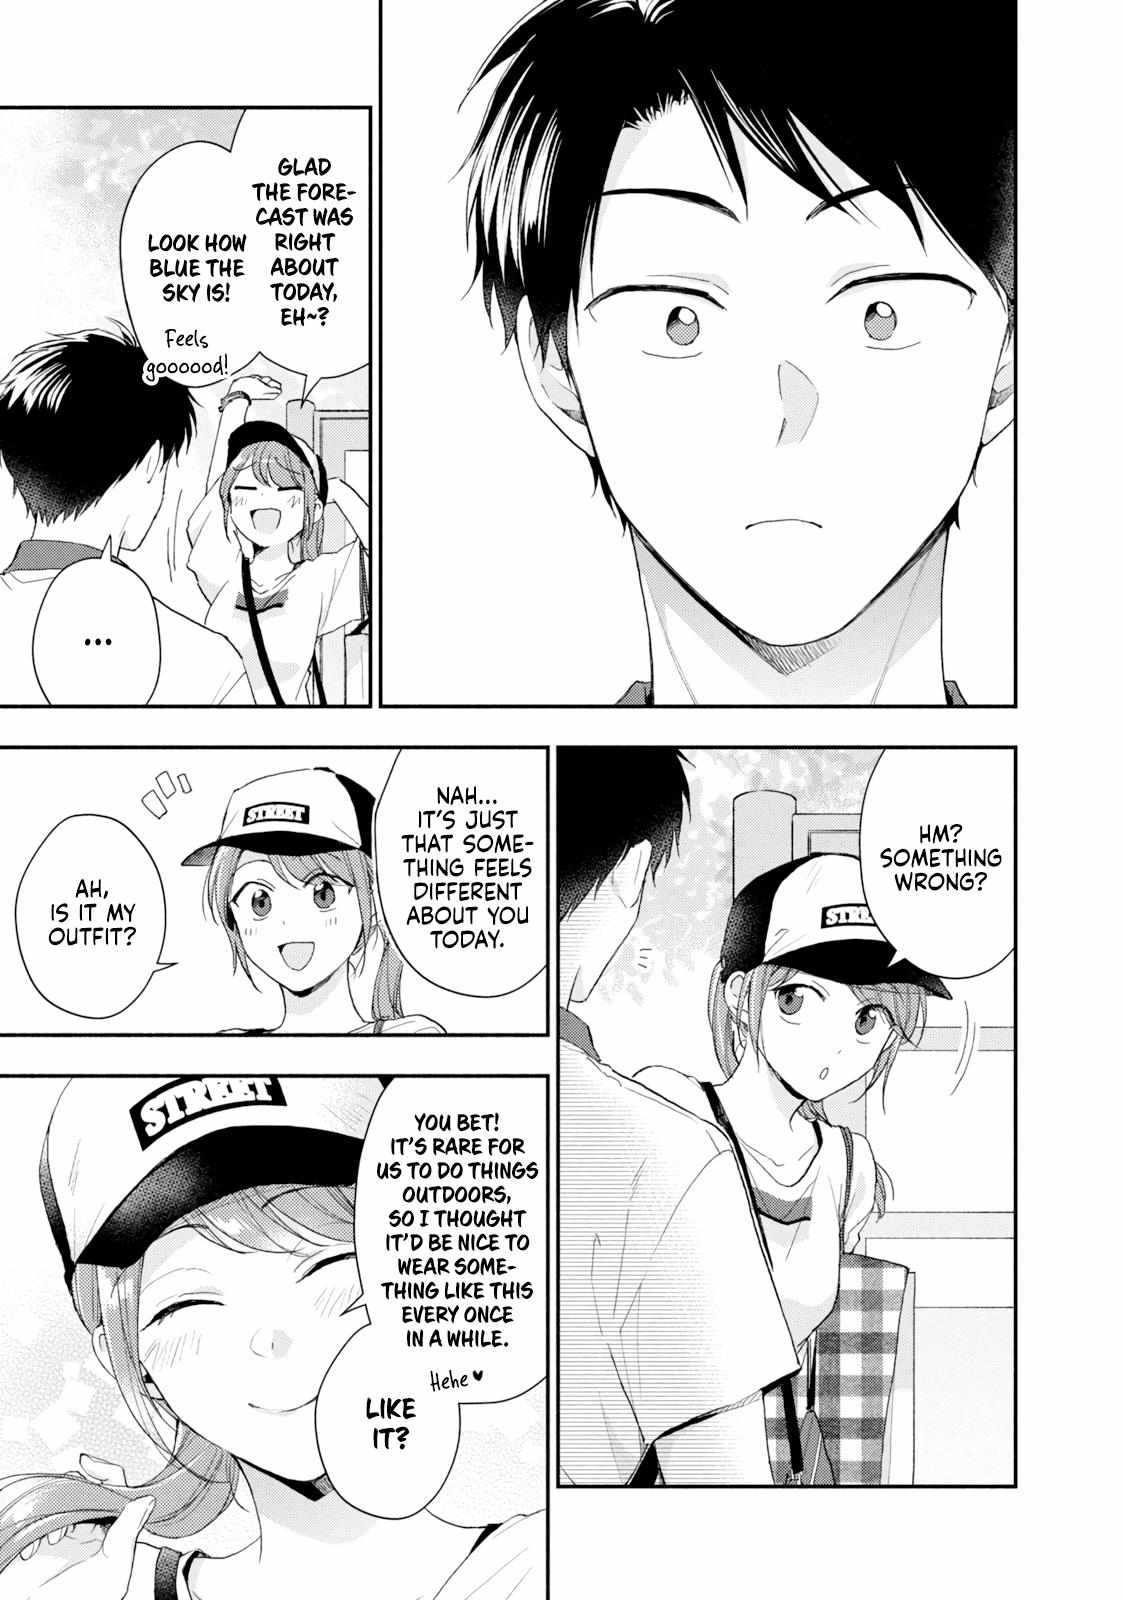 GLAD
THE FORE-
CAST WAS
RIGHT
ABOUT
TODAY,
EH~?
LOOK HOW
BLUE THE
SKY IS!
Feels
goooood!
...
HM?
SOMETHING
WRONG?
STREET
NAH...
IT'S JUST
THAT SOME-
THING FEELS
DIFFERENT
ABOUT YOU
TODAY.
STREET
AH,
IS IT MY
OUTFIT?
STREET
YOU BET!
IT'S RARE FOR
US TO DO THINGS
OUTDOORS,
SO I THOUGHT
IT'D BE NICE TO
WEAR SOME-
THING LIKE THIS
EVERY ONCE
IN A WHILE.
Hehe ♥
LIKE
IT?